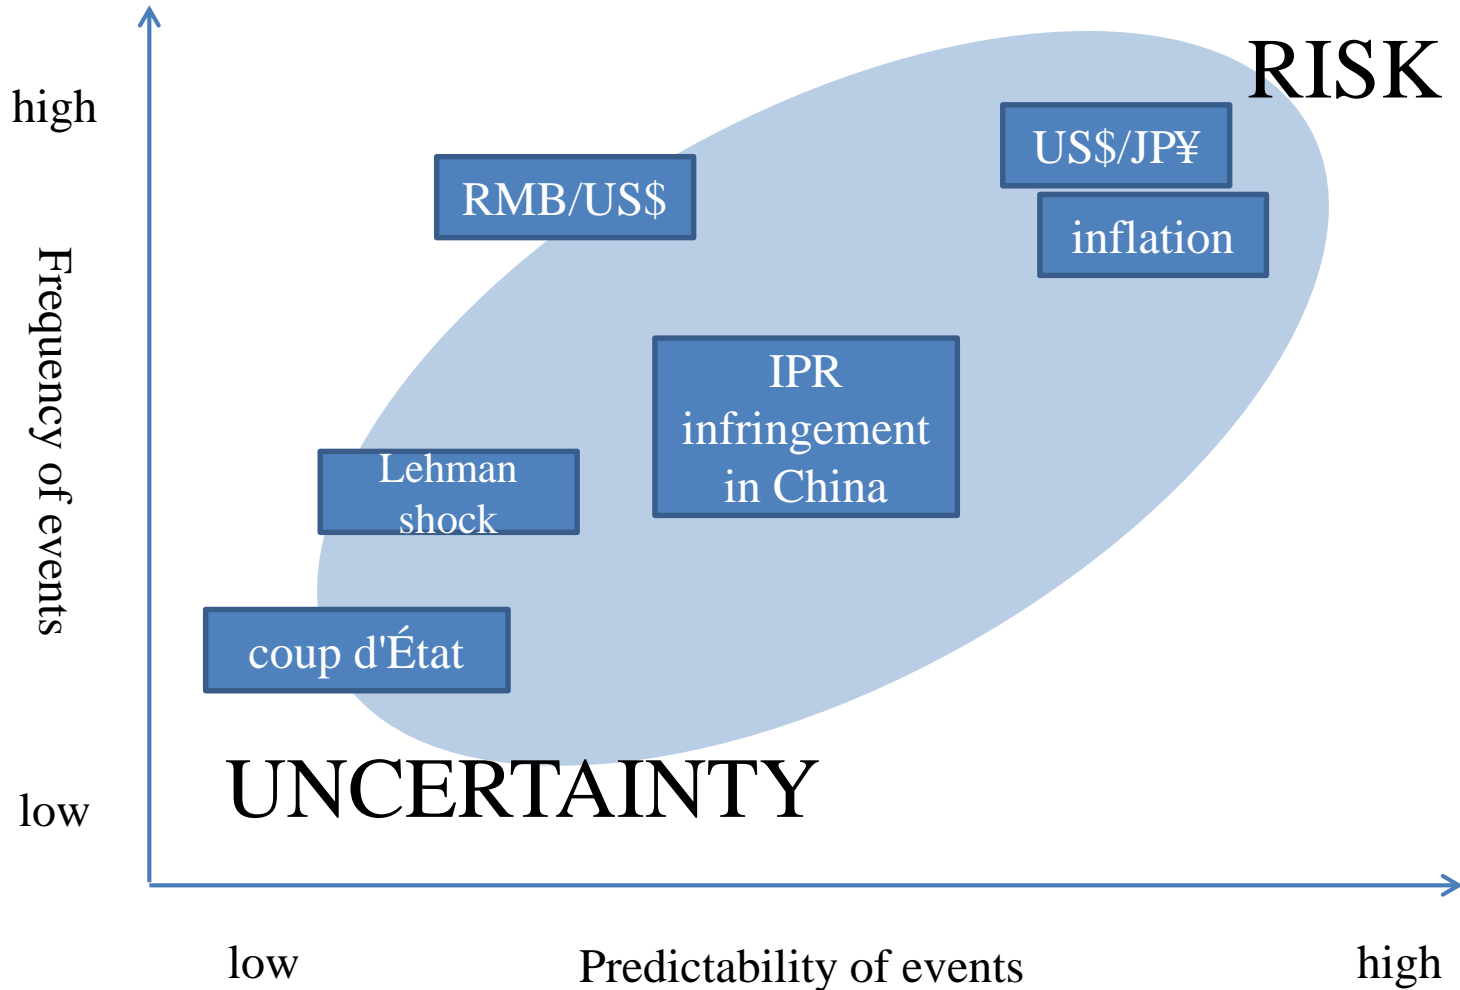 RISK
high
US$/JP¥
RMB/US$
inflation
Frequency of events
IPR
infringement
in China
Lehman
shock
coup d'État
UNCERTAINTY
low
low
Predictability of events
high